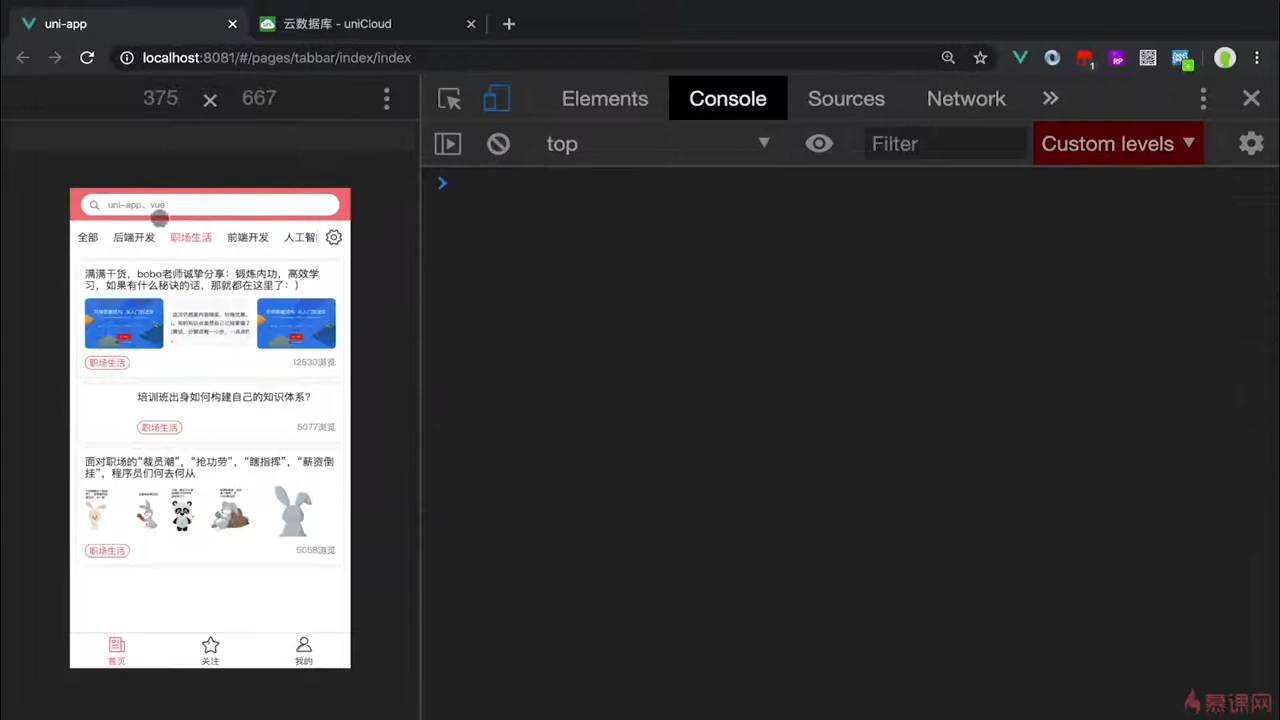 uni-app
云数据库 - uniCloud
localhost:8081/#/pages/tabbar/index/index
1
RP
375 × 667
Elements Console Sources Network
top Filter Custom levels
uni-app、vue
全部 后端开发 职场生活 前端开发 人工智
满满干货，bobo老师诚挚分享：锻炼内功，高效学
习，如果有什么秘诀的话，那就都在这里了：)
职场生活 12530浏览
培训班出身如何构建自己的知识体系?
职场生活 5077浏览
面对职场的“裁员潮”，“抢功劳”，“瞎指挥”，“薪资倒
挂”，程序员们何去何从
职场生活 5058浏览
首页 关注 我的
慕课网